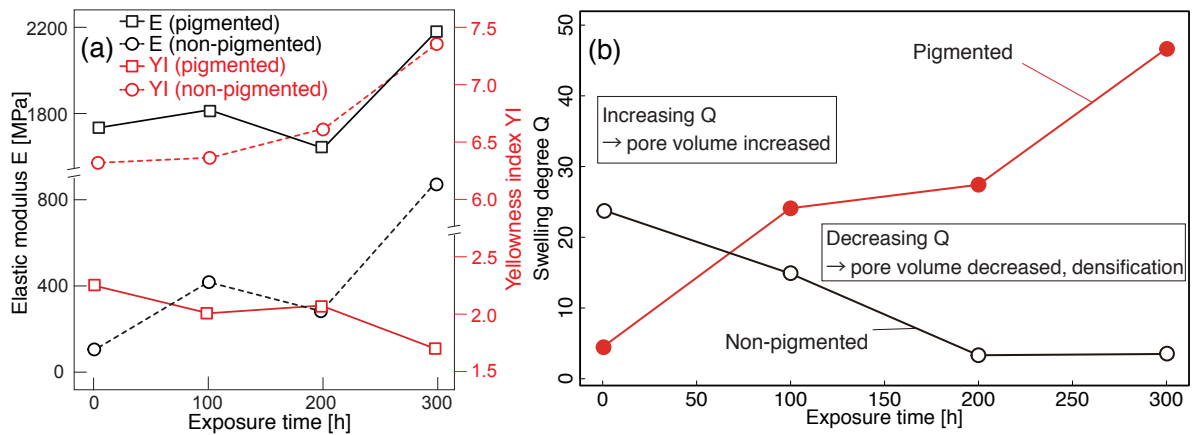 (a)
E (pigmented)
E (non-pigmented)
YI (pigmented)
YI (non-pigmented)
Elastic modulus E [MPa]
2200
1800
800
400
0
0
100
200
300
Exposure time [h]
7.5
7.0
6.5
6.0
2.5
2.0
1.5
Yellowness index YI
(b)
Swelling degree Q
50
40
30
20
10
0
Pigmented
Increasing Q
→ pore volume increased
Decreasing Q
→ pore volume decreased, densification
Non-pigmented
0
50
100
150
200
250
300
Exposure time [h]